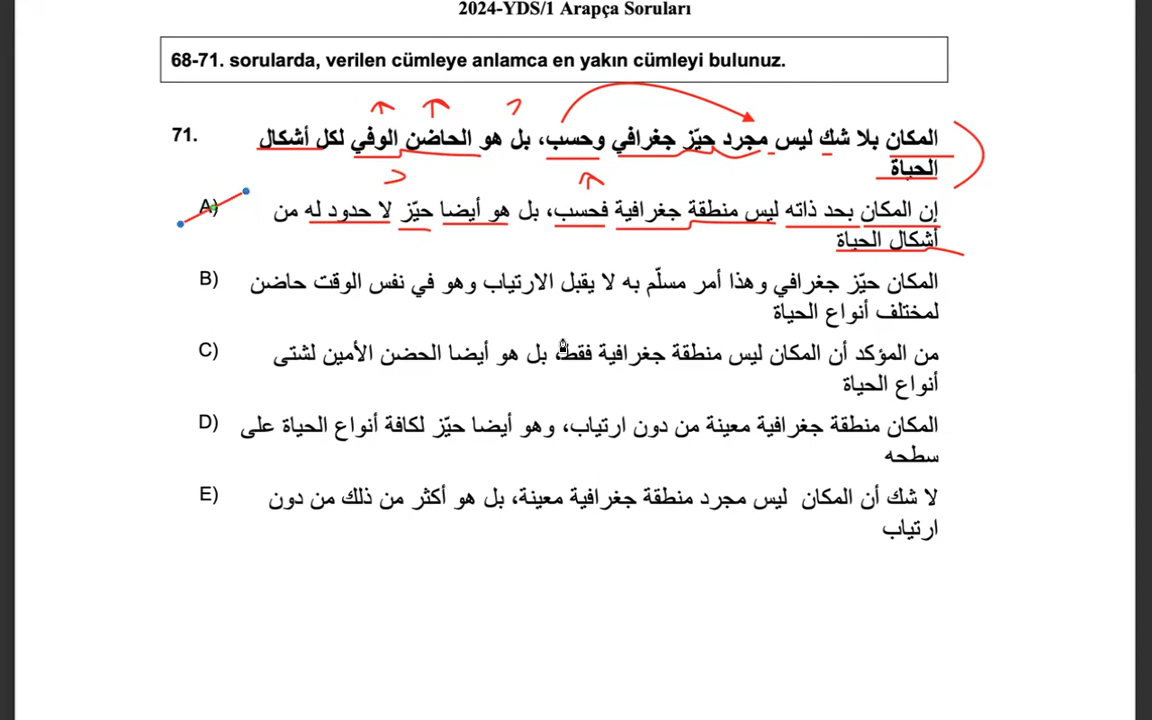 2024-YDS/1 Arapça Soruları
68-71. sorularda, verilen cümleye anlamca en yakın cümleyi bulunuz.
71. المكان بلا شك ليس مجرد حيّز جغرافي وحسب، بل هو الحاضن الوفي لكل أشكال
الحياة
A) إن المكان بحد ذاته ليس منطقة جغرافية فحسب، بل هو أيضا حيّز لا حدود له من
أشكال الحياة
B) المكان حيّز جغرافي وهذا أمر مسلّم به لا يقبل الارتياب وهو في نفس الوقت حاضن
لمختلف أنواع الحياة
C) من المؤكد أن المكان ليس منطقة جغرافية فقط، بل هو أيضا الحضن الأمين لشتى
أنواع الحياة
D) المكان منطقة جغرافية معينة من دون ارتياب، وهو أيضا حيّز لكافة أنواع الحياة على
سطحه
E) لا شك أن المكان ليس مجرد منطقة جغرافية معينة، بل هو أكثر من ذلك من دون
ارتياب